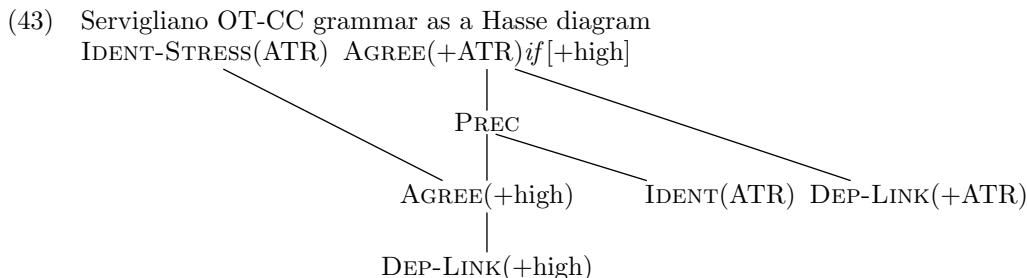 (43) Servigliano OT-CC grammar as a Hasse diagram
IDENT-STRESS(ATR) AGREE(+ATR)if[+high]
PREC
AGREE(+high) IDENT(ATR) DEP-LINK(+ATR)
DEP-LINK(+high)